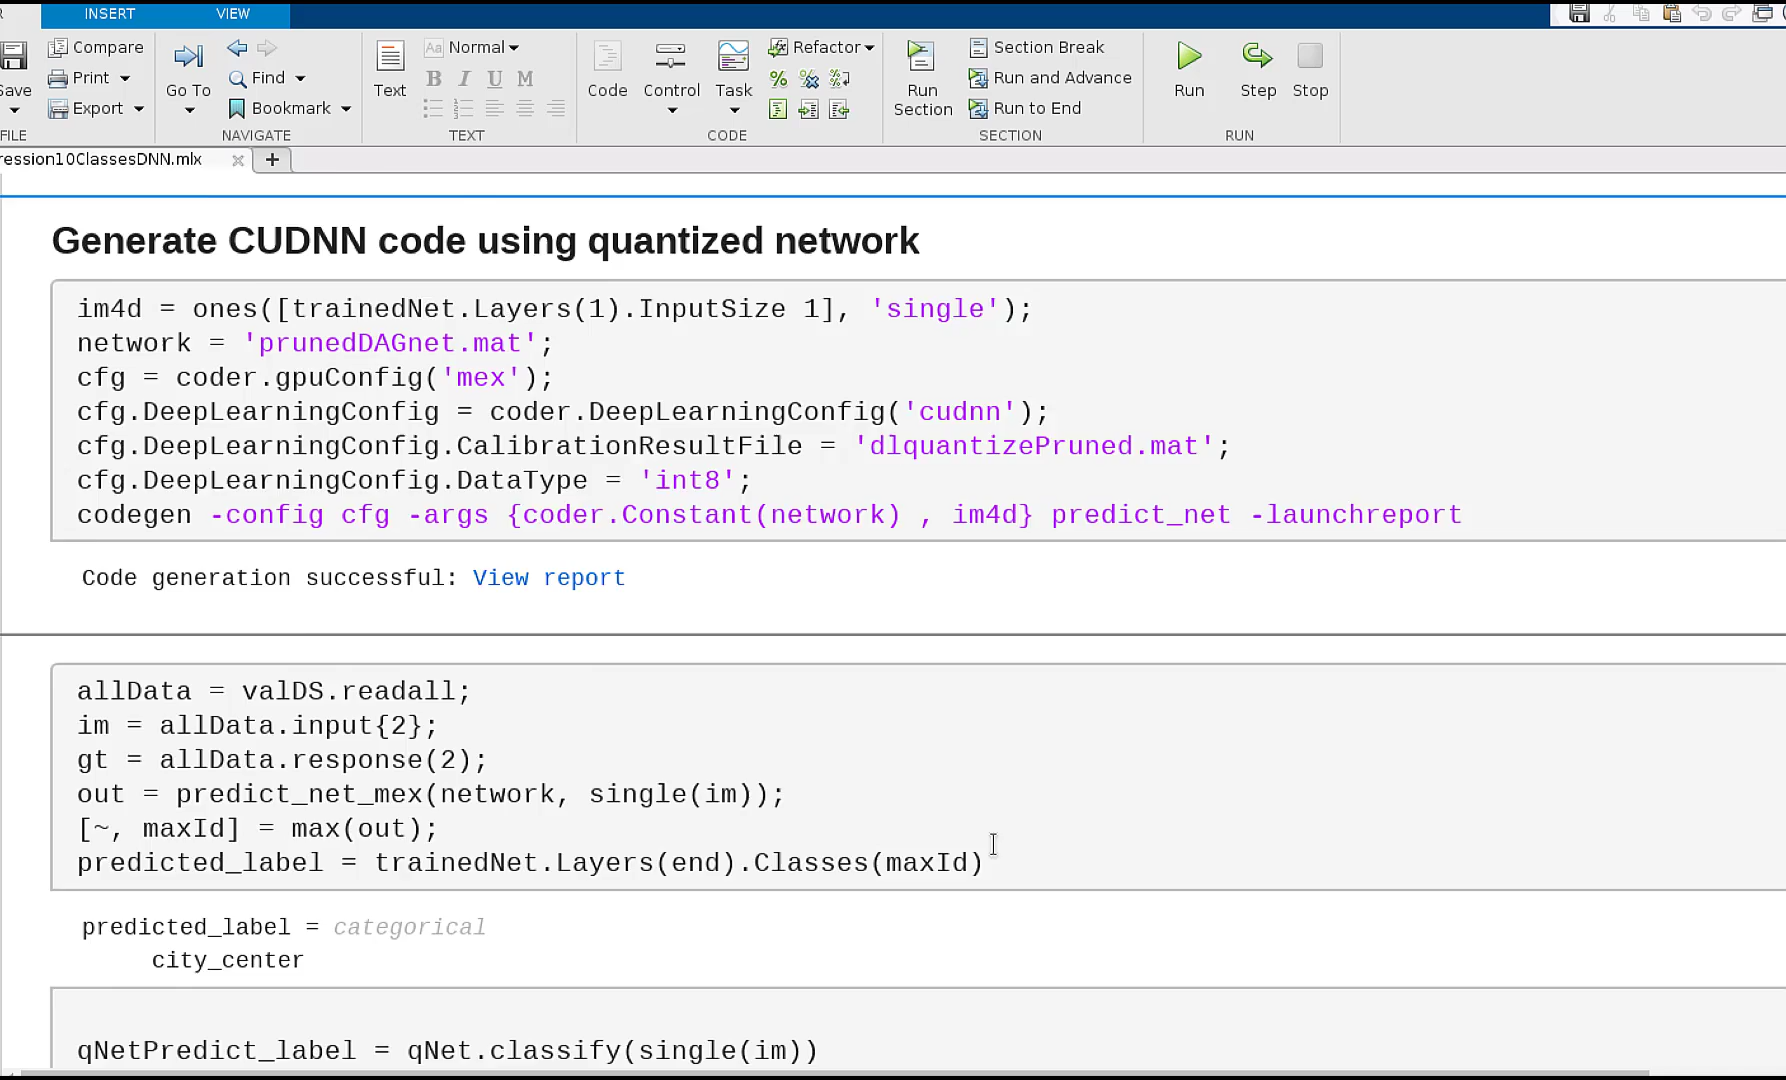 INSERT VIEW
Compare Normal Refactor Section Break
Print Find Run and Advance
Save Go To Text B I U M Code Control Task Run Section Run Step Stop
Export Bookmark Run to End
FILE NAVIGATE TEXT CODE SECTION RUN
ression10ClassesDNN.mlx
Generate CUDNN code using quantized network
im4d = ones([trainedNet.Layers(1).InputSize 1], 'single');
network = 'prunedDAGnet.mat';
cfg = coder.gpuConfig('mex');
cfg.DeepLearningConfig = coder.DeepLearningConfig('cudnn');
cfg.DeepLearningConfig.CalibrationResultFile = 'dlquantizePruned.mat';
cfg.DeepLearningConfig.DataType = 'int8';
codegen -config cfg -args {coder.Constant(network) , im4d} predict_net -launchreport
Code generation successful: View report
allData = valDS.readall;
im = allData.input{2};
gt = allData.response(2);
out = predict_net_mex(network, single(im));
[~, maxId] = max(out);
predicted_label = trainedNet.Layers(end).Classes(maxId)
predicted_label = categorical
city_center
qNetPredict_label = qNet.classify(single(im))